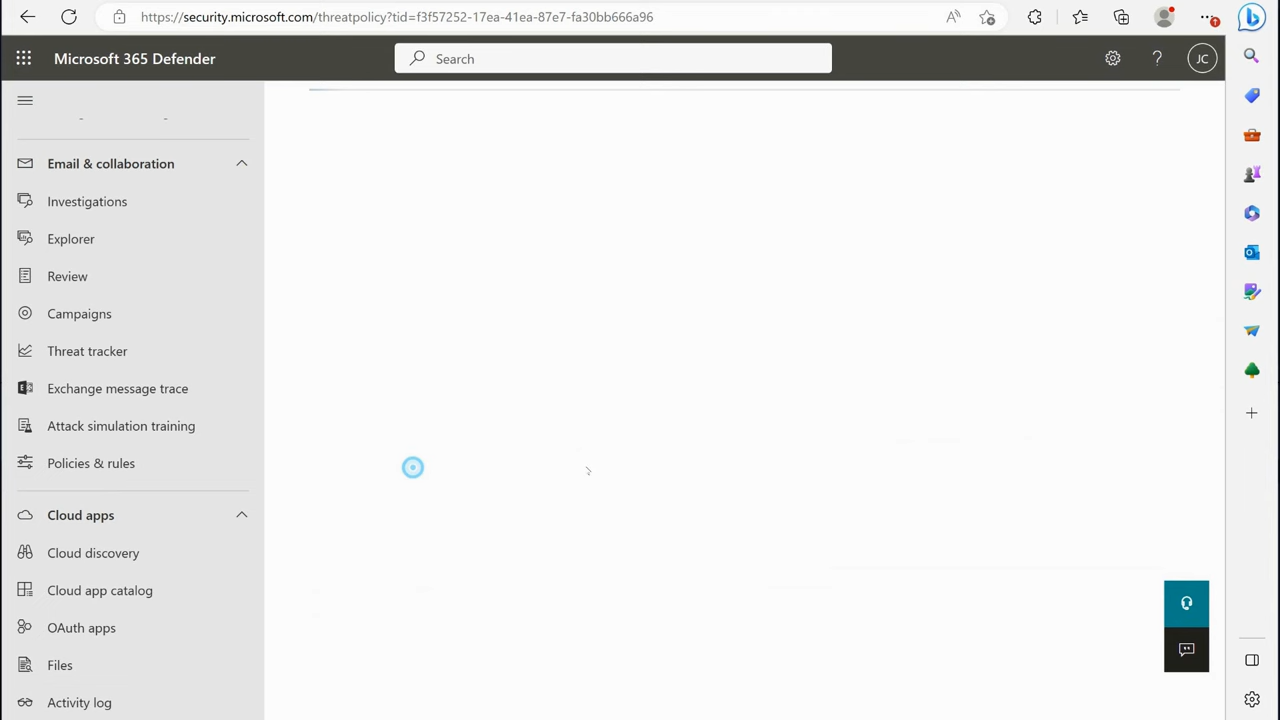 https://security.microsoft.com/threatpolicy?tid=f3f57252-17ea-41ea-87e7-fa30bb666a96
Microsoft 365 Defender
Search
JC
Email & collaboration
Investigations
Explorer
Review
Campaigns
Threat tracker
Exchange message trace
Attack simulation training
Policies & rules
Cloud apps
Cloud discovery
Cloud app catalog
OAuth apps
Files
Activity log